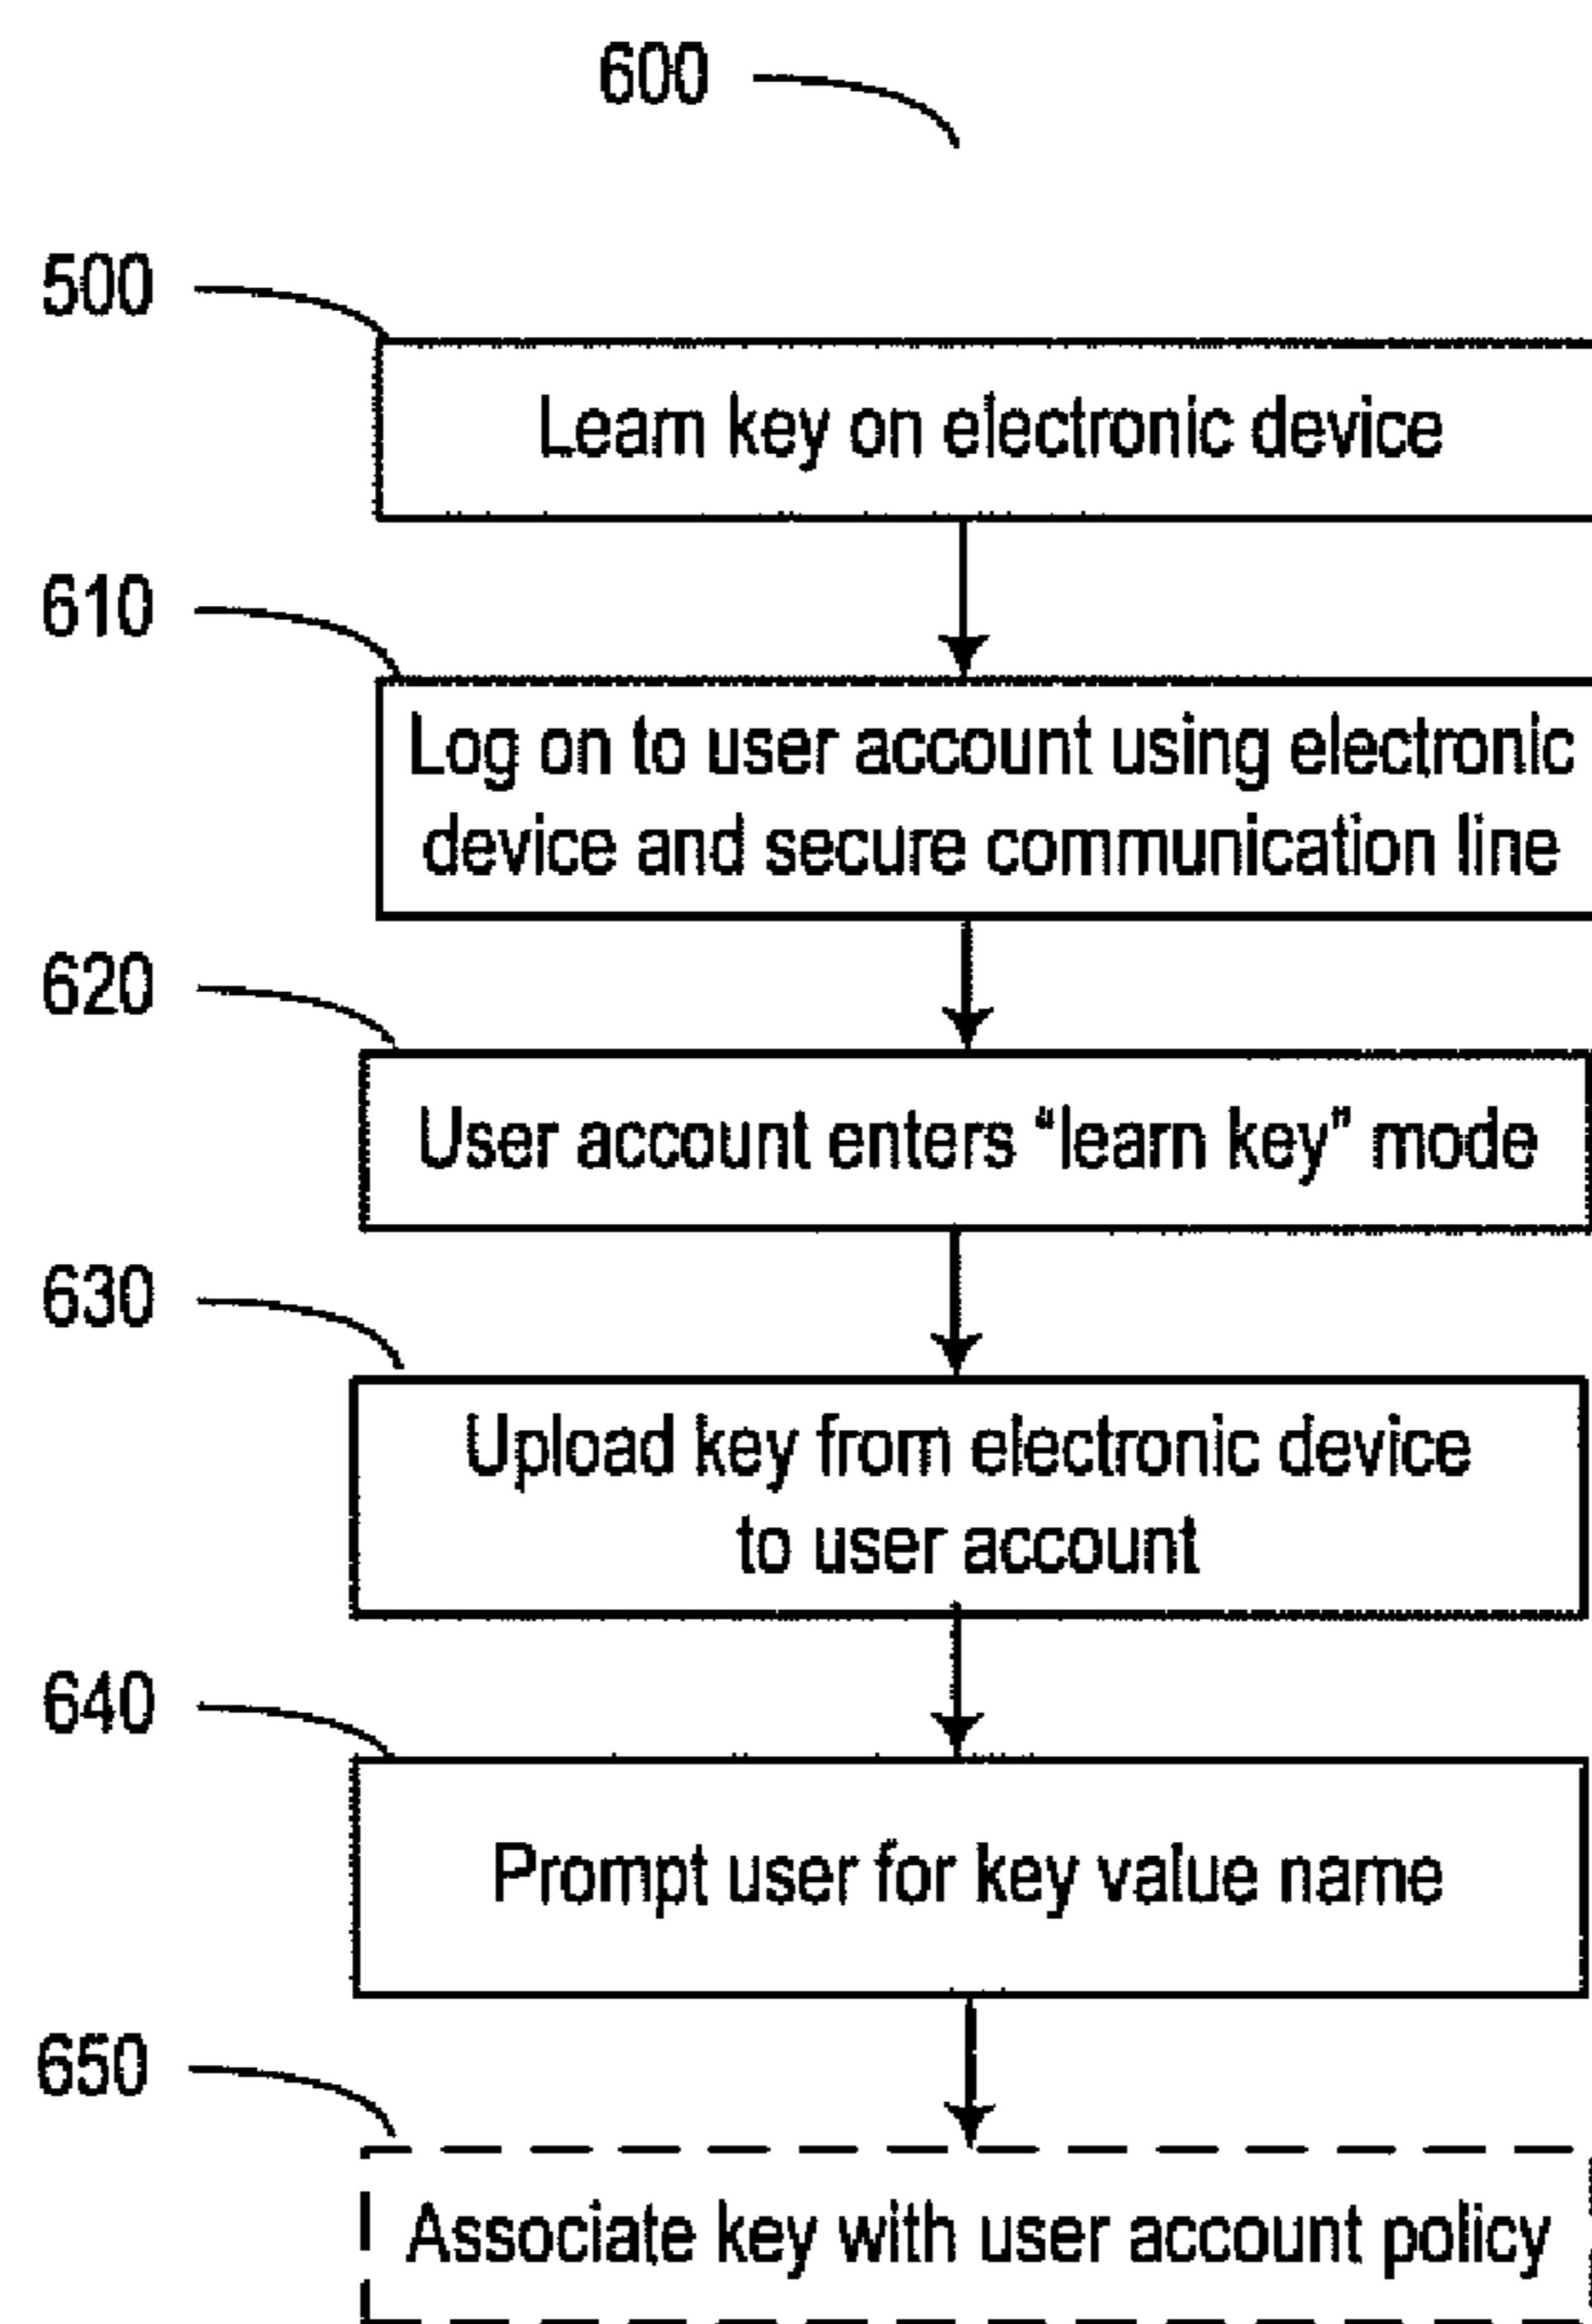 600
500
Learn key on electronic device
610
Log on to user account using electronic
device and secure communication line
620
User account enters "learn key" mode
630
Upload key from electronic device
to user account
640
Prompt user for key value name
650
Associate key with user account policy